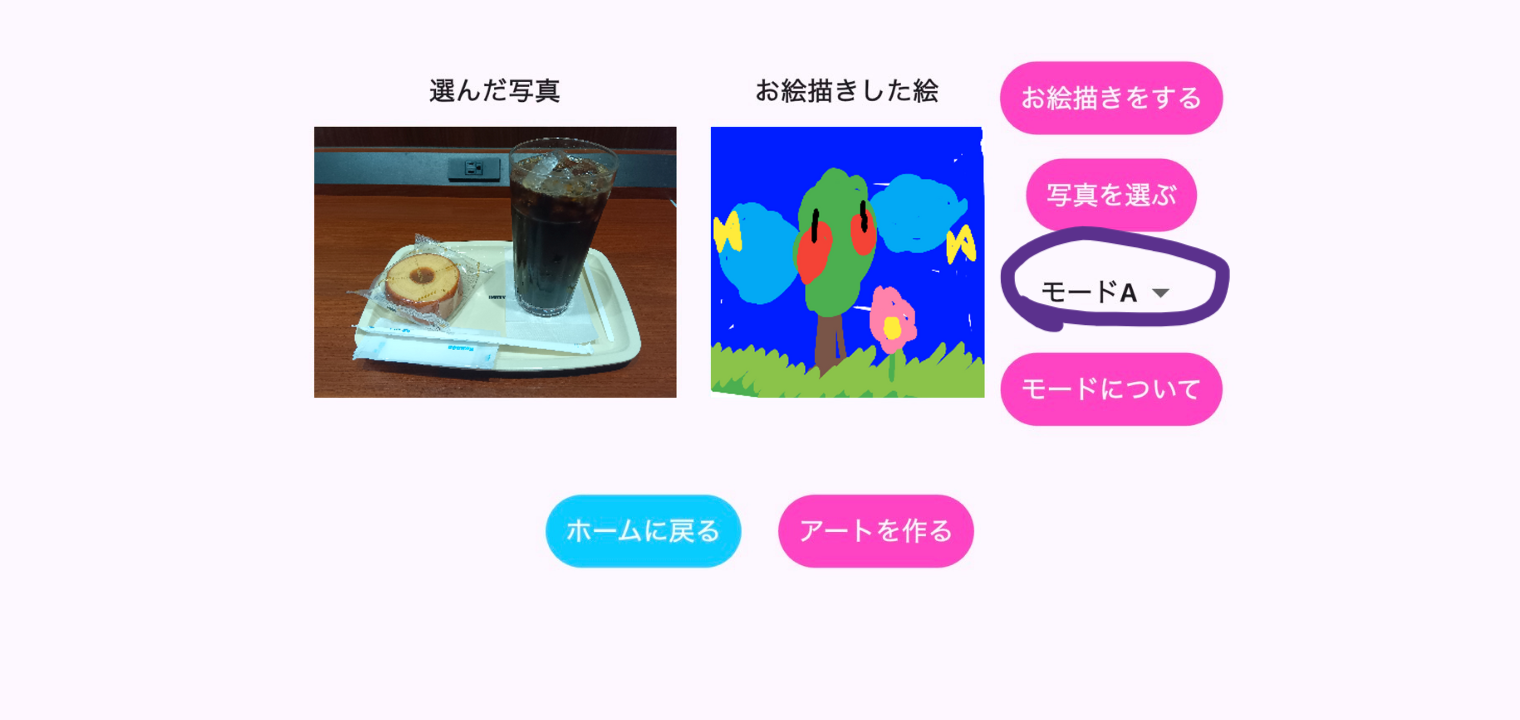 選んだ写真
お絵描きした絵
お絵描きをする
写真を選ぶ
モードA
モードについて
ホームに戻る
アートを作る